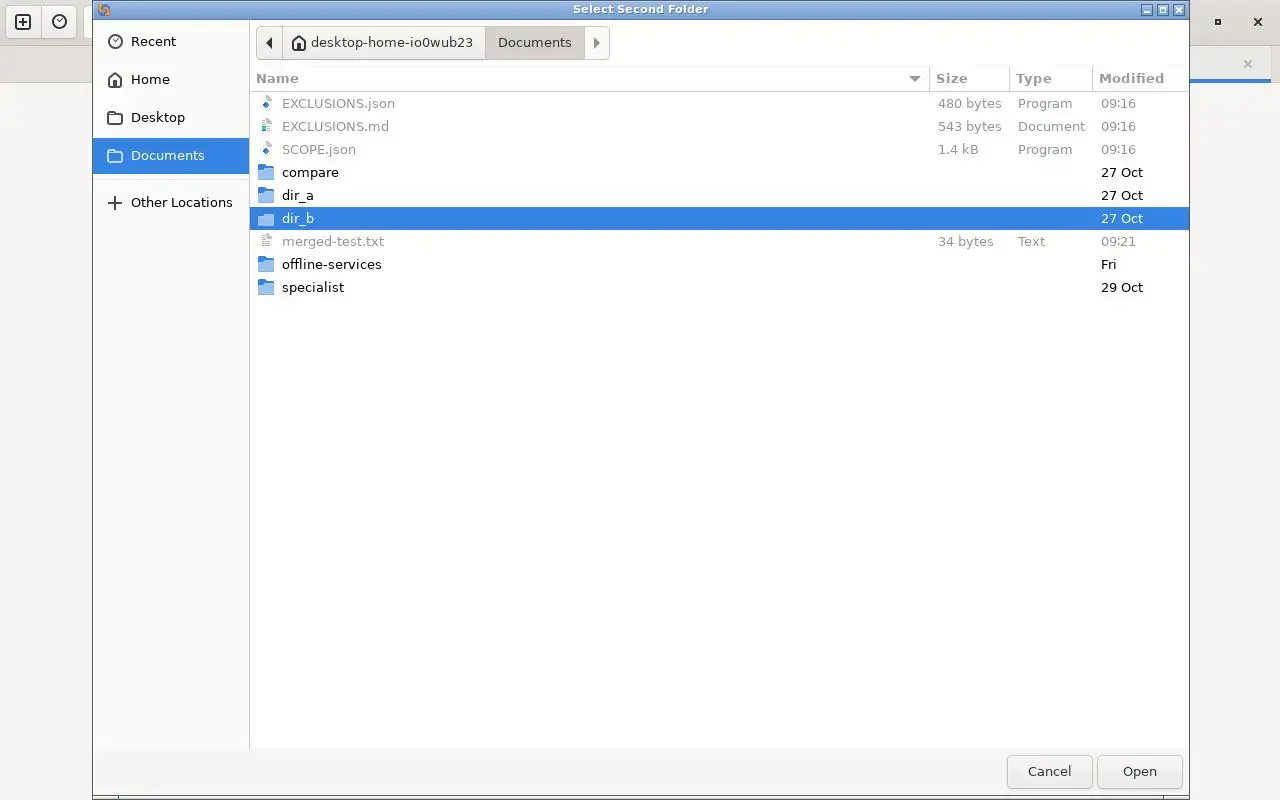 Select Second Folder
Recent
Home
Desktop
Documents
Other Locations
desktop-home-io0wub23
Documents
Name Size Type Modified
EXCLUSIONS.json 480 bytes Program 09:16
EXCLUSIONS.md 543 bytes Document 09:16
SCOPE.json 1.4 kB Program 09:16
compare 27 Oct
dir_a 27 Oct
dir_b 27 Oct
merged-test.txt 34 bytes Text 09:21
offline-services Fri
specialist 29 Oct
Cancel Open